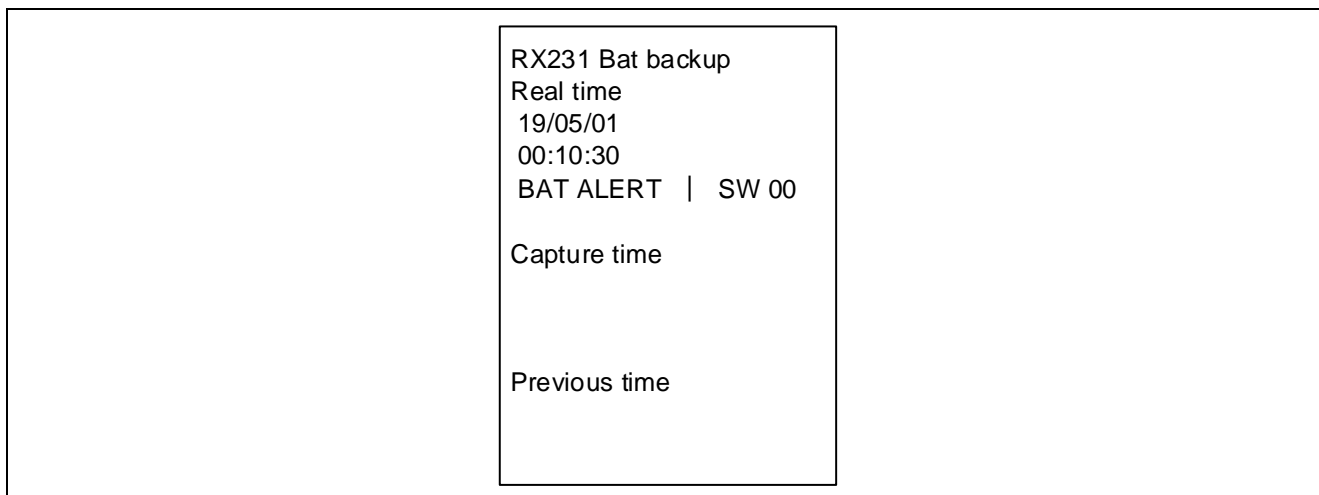 RX231 Bat backup
Real time
19/05/01
00:10:30
BAT ALERT | SW 00
Capture time
Previous time